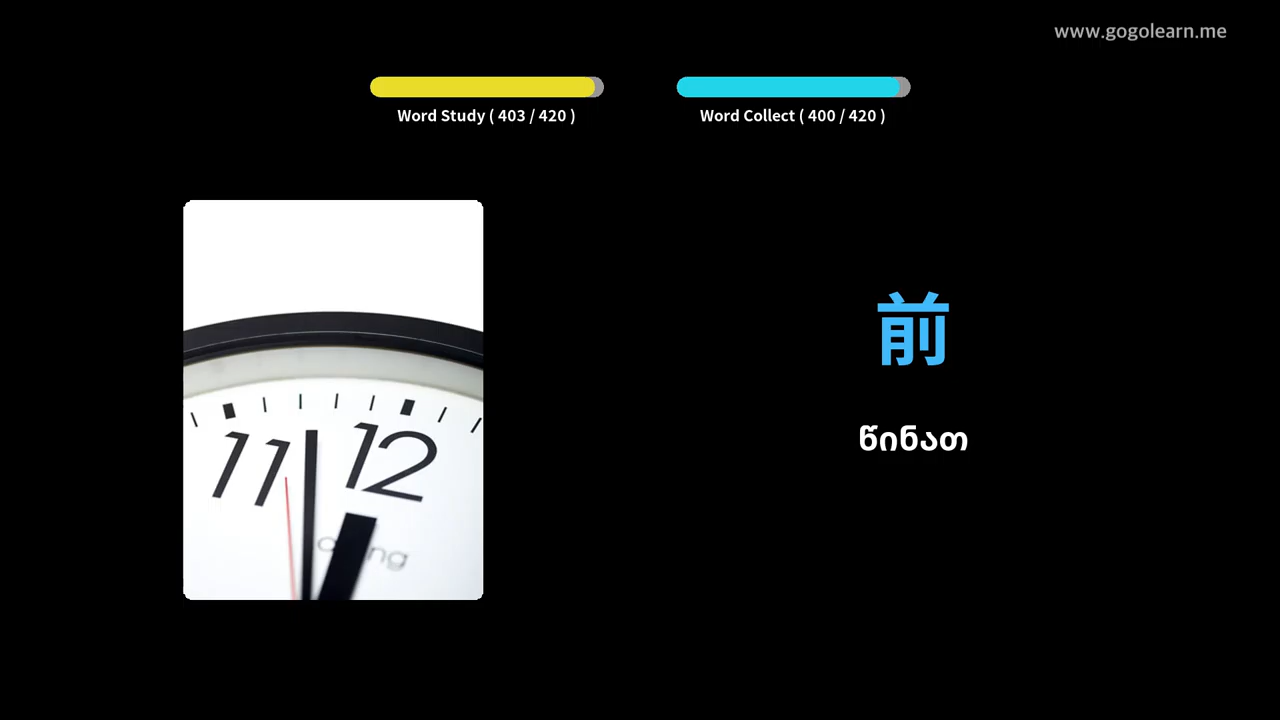 www.gogolearn.me
Word Study ( 403 / 420 )
Word Collect ( 400 / 420 )
11 12
前
წინათ